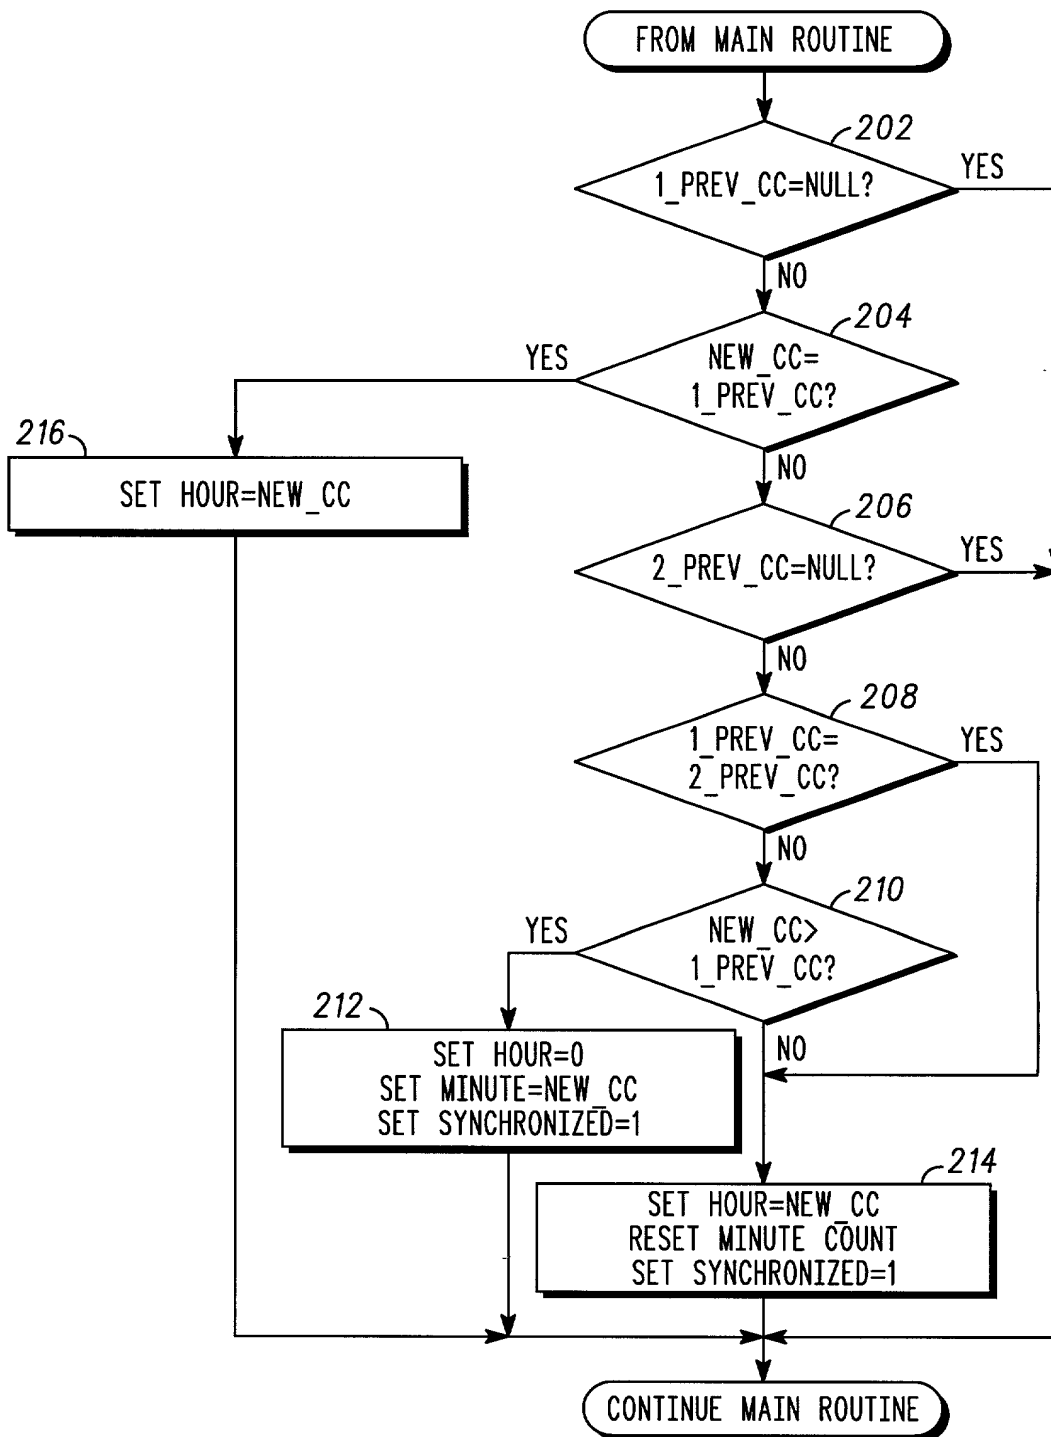 FROM MAIN ROUTINE
202
1_PREV_CC=NULL?
YES
NO
204
NEW_CC=
1_PREV_CC?
YES
NO
216
SET HOUR=NEW_CC
206
2_PREV_CC=NULL?
YES
NO
208
1_PREV_CC=
2_PREV_CC?
YES
NO
210
NEW_CC>
1_PREV_CC?
YES
NO
212
SET HOUR=0
SET MINUTE=NEW_CC
SET SYNCHRONIZED=1
214
SET HOUR=NEW_CC
RESET MINUTE COUNT
SET SYNCHRONIZED=1
CONTINUE MAIN ROUTINE